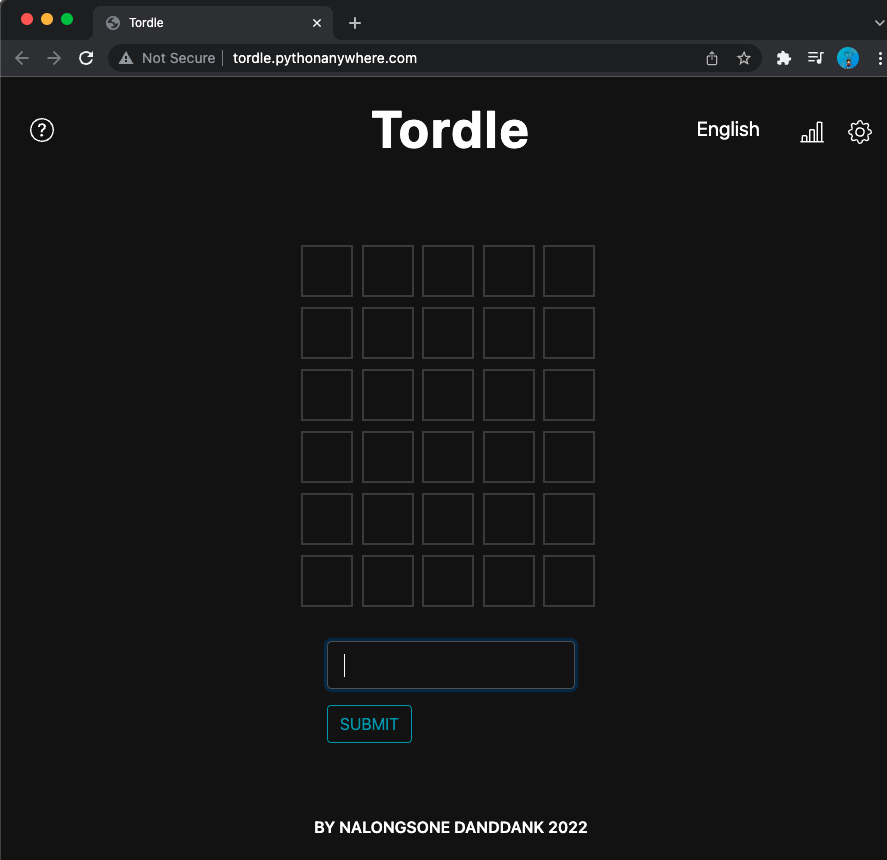 Tordle
Not Secure tordle.pythonanywhere.com
?
Tordle
English
SUBMIT
BY NALONGSONE DANDDANK 2022